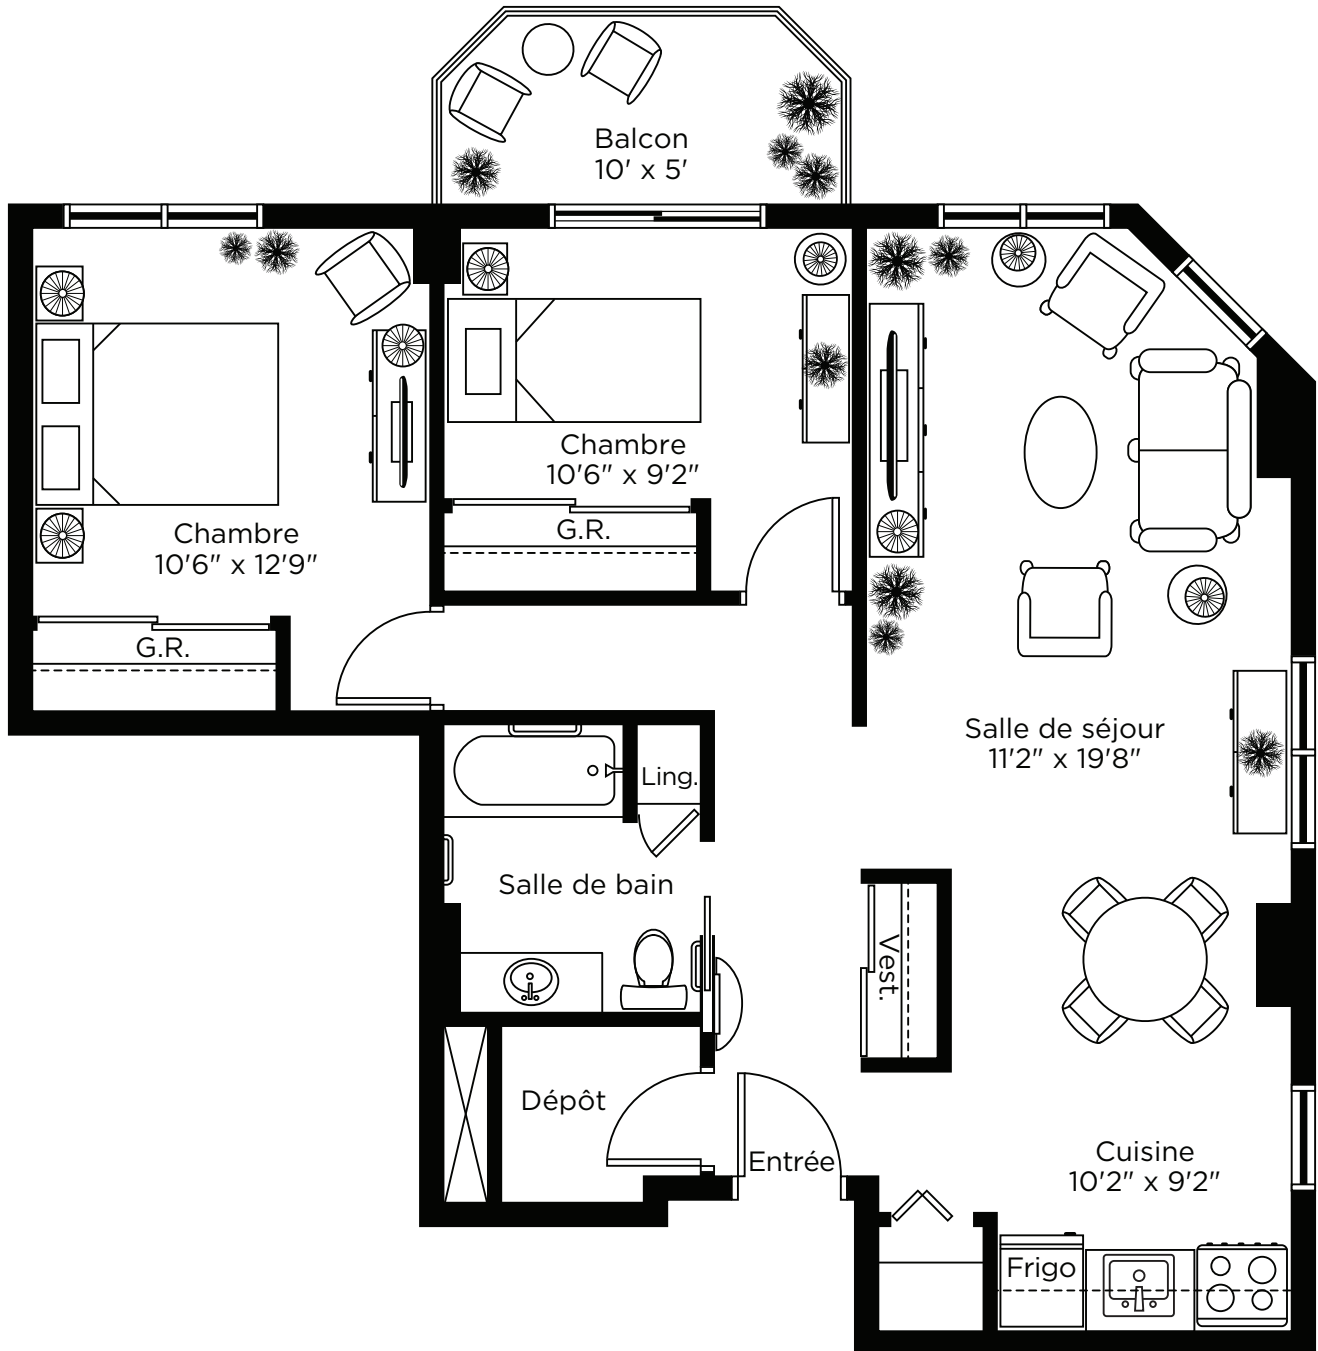 Balcon
10' x 5'
Chambre
10'6" x 9'2"
G.R.
Chambre
10'6" x 12'9"
G.R.
Salle de séjour
11'2" x 19'8"
Ling.
Salle de bain
Vest.
Dépôt
Entrée
Cuisine
10'2" x 9'2"
Frigo